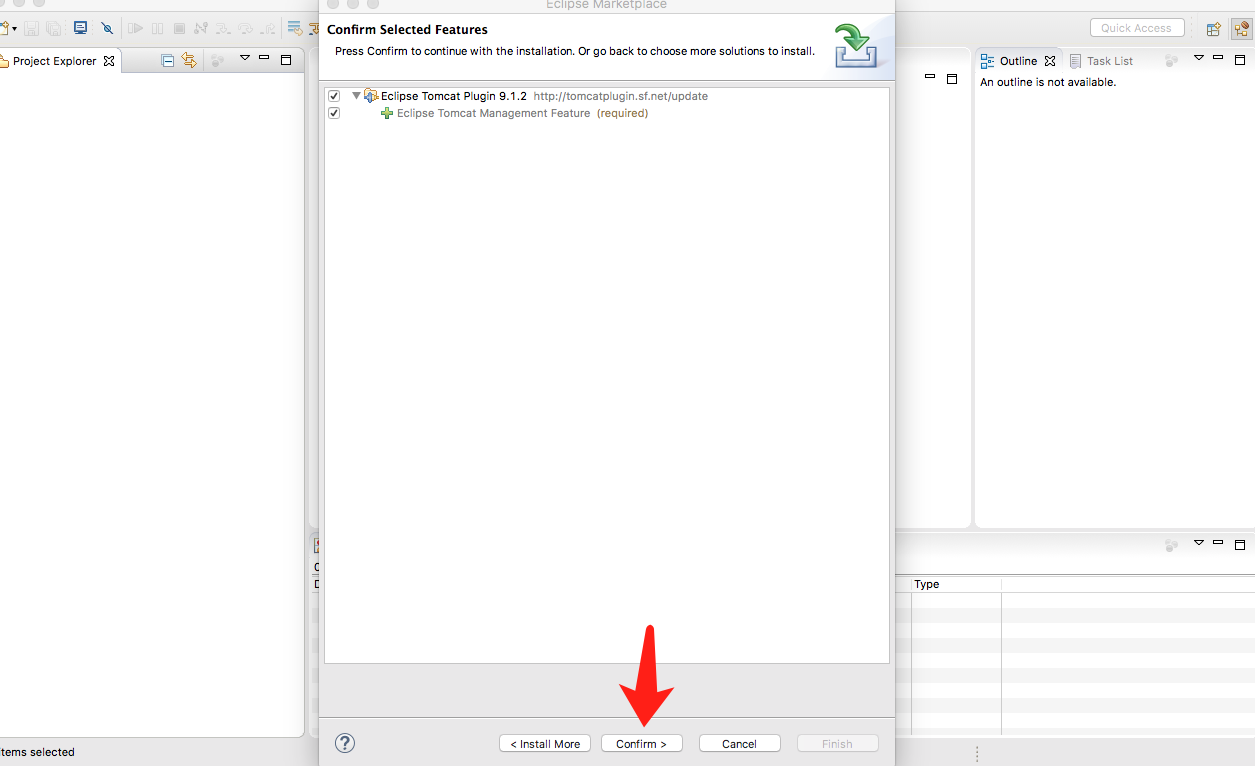 Eclipse Marketplace
Confirm Selected Features
Press Confirm to continue with the installation. Or go back to choose more solutions to install.
Quick Access
Project Explorer
Outline
Task List
An outline is not available.
Eclipse Tomcat Plugin 9.1.2 http://tomcatplugin.sf.net/update
Eclipse Tomcat Management Feature (required)
Type
< Install More
Confirm >
Cancel
Finish
tems selected